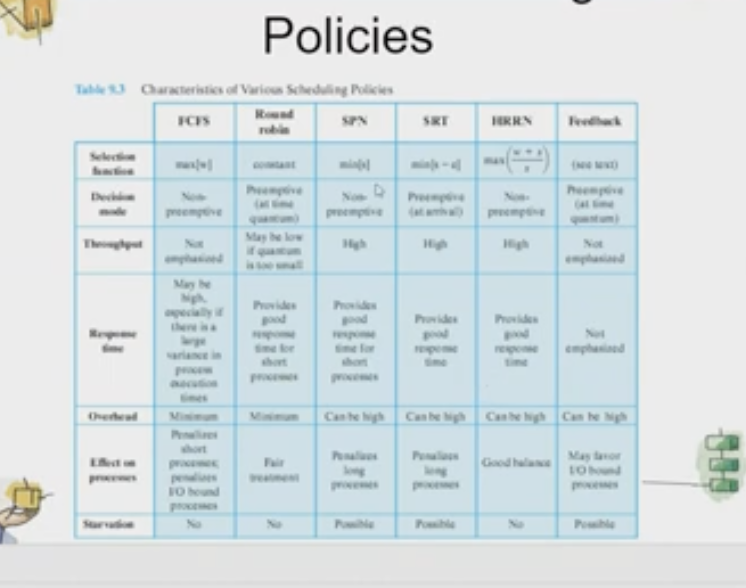 Policies
Table 9.3 Characteristics of Various Scheduling Policies
FCFS
Round
robin
SPN
SRT
HRRN
Feedback
Selection
function
max[w]
constant
min[s]
min[s – e]
max(w + s / s)
(see text)
Decision
mode
Non-
preemptive
Preemptive
(at time
quantum)
Non-
preemptive
Preemptive
(at arrival)
Non-
preemptive
Preemptive
(at time
quantum)
Throughput
Not
emphasized
May be low
if quantum
is too small
High
High
High
Not
emphasized
Response
time
May be
high,
especially if
there is a
large
variance in
process
execution
times
Provides
good
response
time for
short
processes
Provides
good
response
time for
short
processes
Provides
good
response
time
Provides
good
response
time
Not
emphasized
Overhead
Minimum
Minimum
Can be high
Can be high
Can be high
Can be high
Effect on
processes
Penalizes
short
processes;
penalizes
I/O bound
processes
Fair
treatment
Penalizes
long
processes
Penalizes
long
processes
Good balance
May favor
I/O bound
processes
Starvation
No
No
Possible
Possible
No
Possible